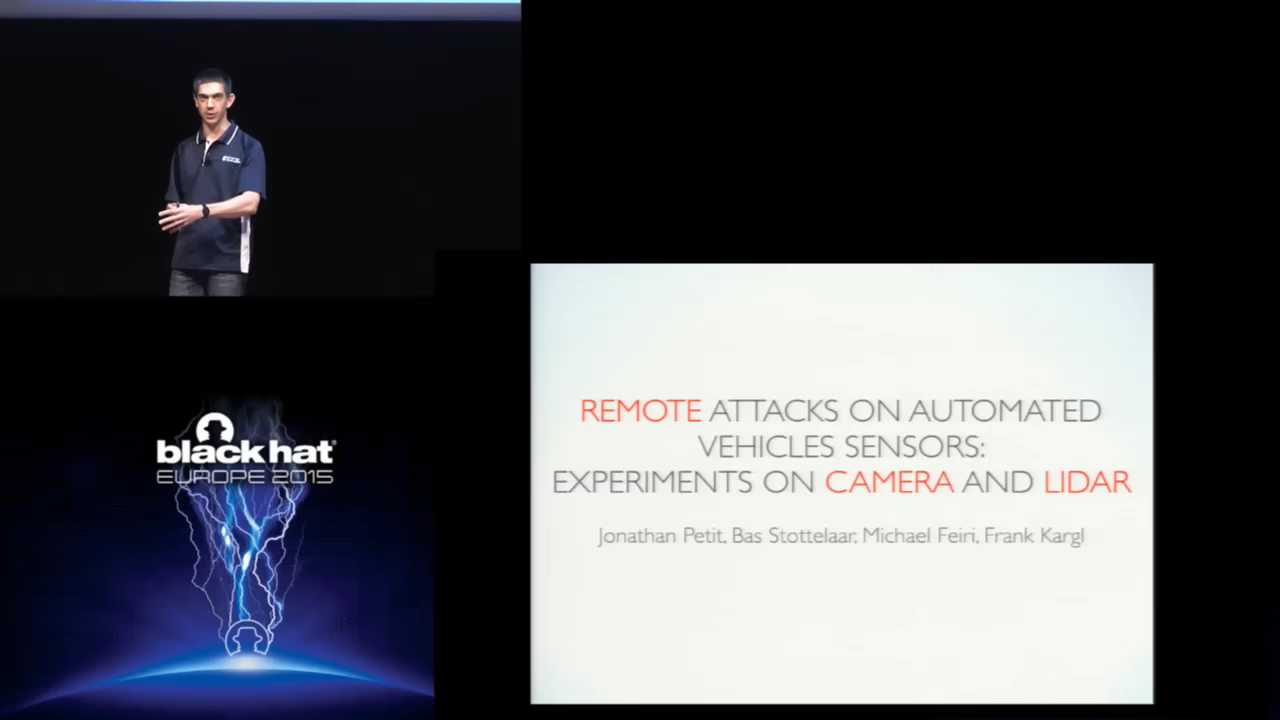 black hat
EUROPE 2015
REMOTE ATTACKS ON AUTOMATED
VEHICLES SENSORS:
EXPERIMENTS ON CAMERA AND LIDAR
Jonathan Petit, Bas Stottelaar, Michael Feiri, Frank Kargl